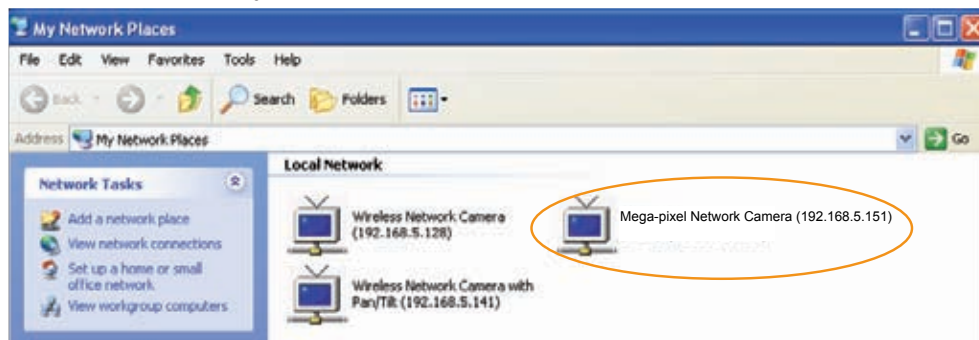 My Network Places
File Edit View Favorites Tools Help
Back Search Folders
Address My Network Places Go
Network Tasks
Add a network place
View network connections
Set up a home or small
office network
View workgroup computers
Local Network
Wireless Network Camera
(192.168.5.128)
Mega-pixel Network Camera (192.168.5.151)
Wireless Network Camera with
Pan/Tilt (192.168.5.141)